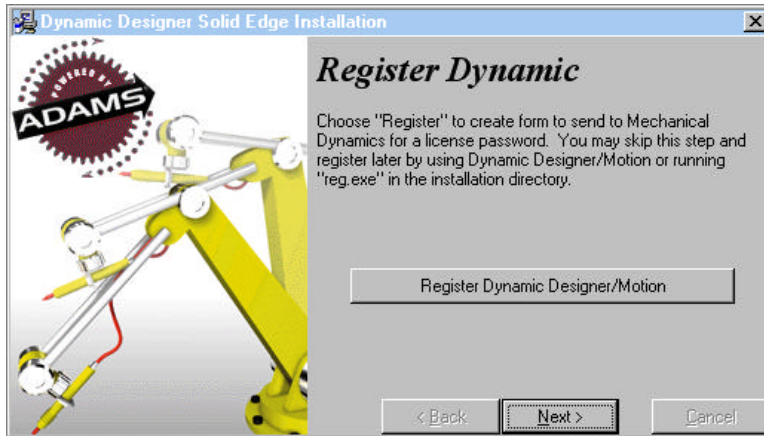 Dynamic Designer Solid Edge Installation
POWERED BY
ADAMS
Register Dynamic
Choose "Register" to create form to send to Mechanical
Dynamics for a license password. You may skip this step and
register later by using Dynamic Designer/Motion or running
"reg.exe" in the installation directory.
Register Dynamic Designer/Motion
< Back
Next >
Cancel